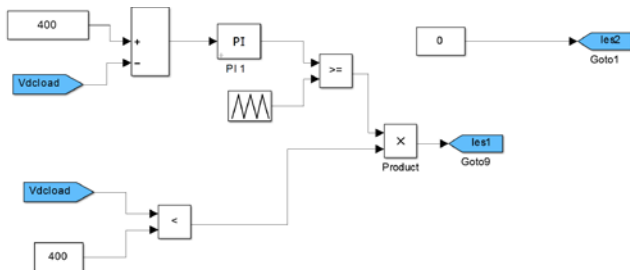 400
+
−
Vdcload
PI
PI 1
>=
0
Ies2
Goto1
×
Product
Ies1
Goto9
Vdcload
<
400